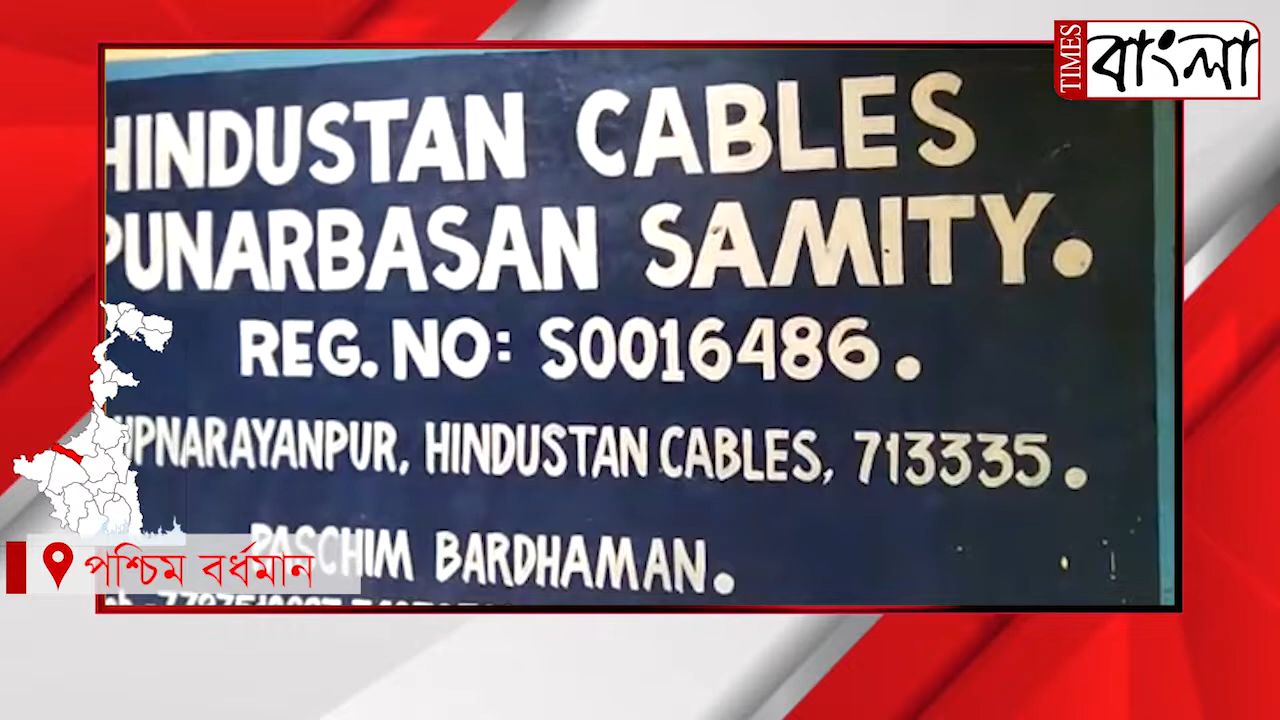 TIMES
বাংলা
HINDUSTAN CABLES
PUNARBASAN SAMITY.
REG. NO: S0016486.
UPNARAYANPUR, HINDUSTAN CABLES, 713335.
PASCHIM BARDHAMAN.
পশ্চিম বর্ধমান